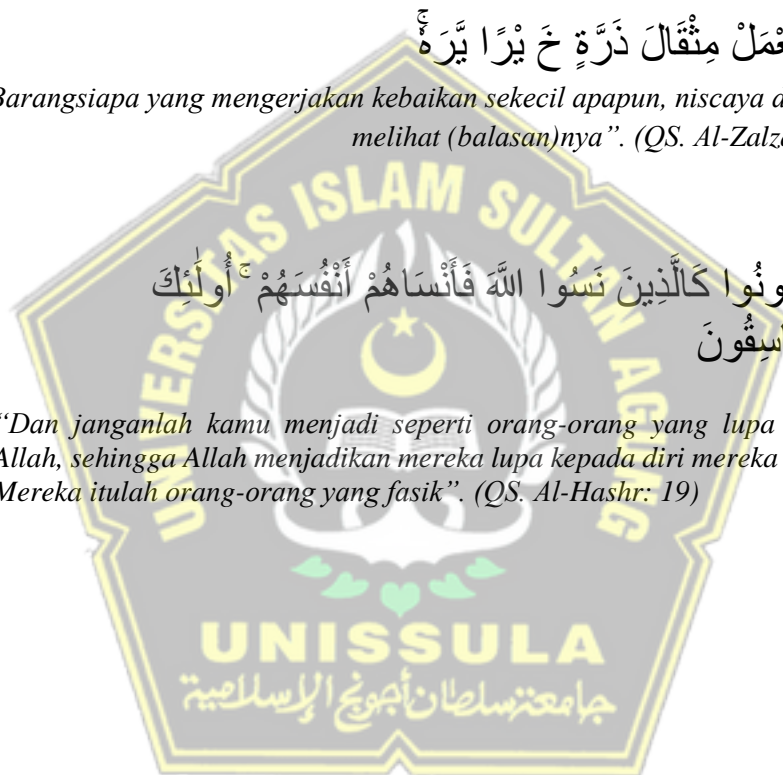 عْمَلْ مِثْقَالَ ذَرَّةٍ خَ يْرًا يَّرَهٗۚ
Barangsiapa yang mengerjakan kebaikan sekecil apapun, niscaya
melihat (balasan)nya”. (QS. Al-Zalz
ونُوا كَالَّذِينَ نَسُوا اللَّهَ فَأَنْسَاهُمْ أَنْفُسَهُمْ ۚ أُولَٰئِكَ
اسِقُونَ
“Dan janganlah kamu menjadi seperti orang-orang yang lupa
Allah, sehingga Allah menjadikan mereka lupa kepada diri mereka
Mereka itulah orang-orang yang fasik”. (QS. Al-Hashr: 19)
UNIVERSITAS ISLAM SULTAN AGUNG
UNISSULA
جامعة سلطان أجونج الإسلامية